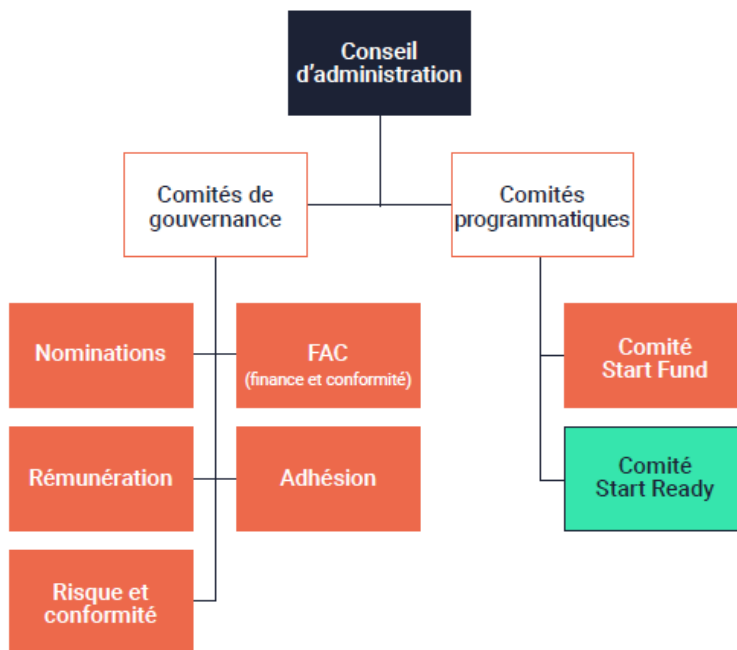 Conseil
d'administration
Comités de
gouvernance
Comités
programmatiques
Nominations
FAC
(finance et conformité)
Comité
Start Fund
Rémunération
Adhésion
Comité
Start Ready
Risque et
conformité